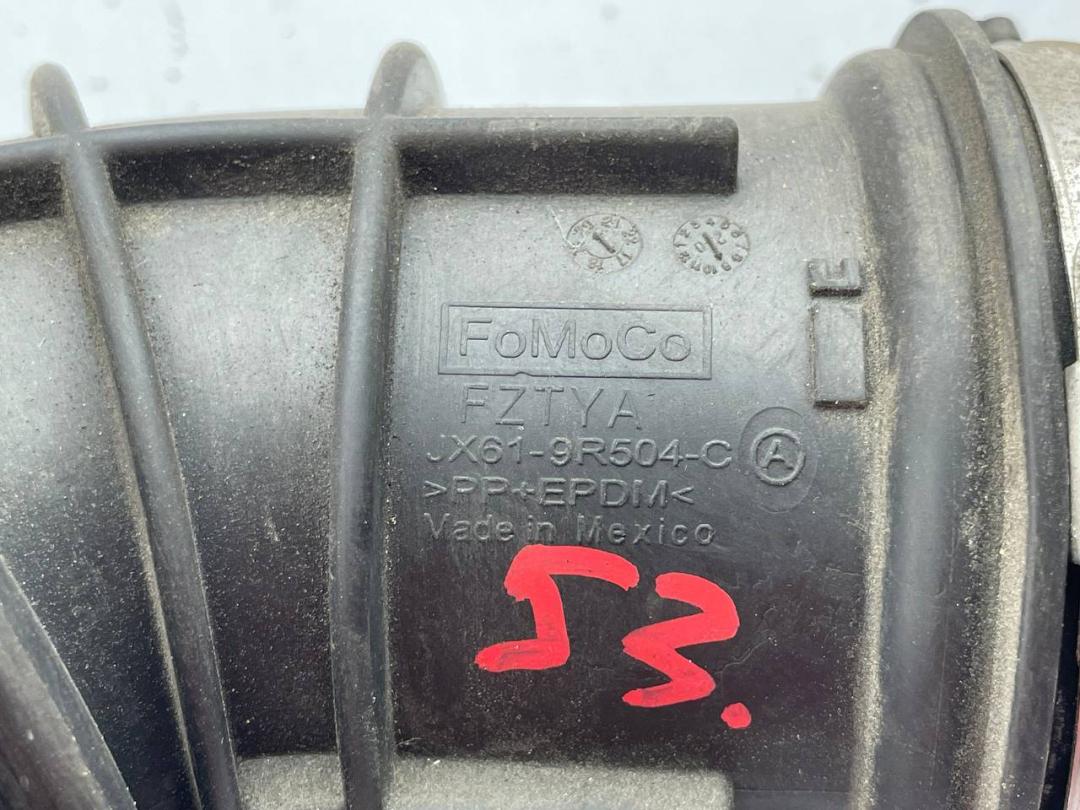 E
FoMoCo
FZTYA
JX61-9R504-C A
>PP+EPDM<
Made in Mexico
53.